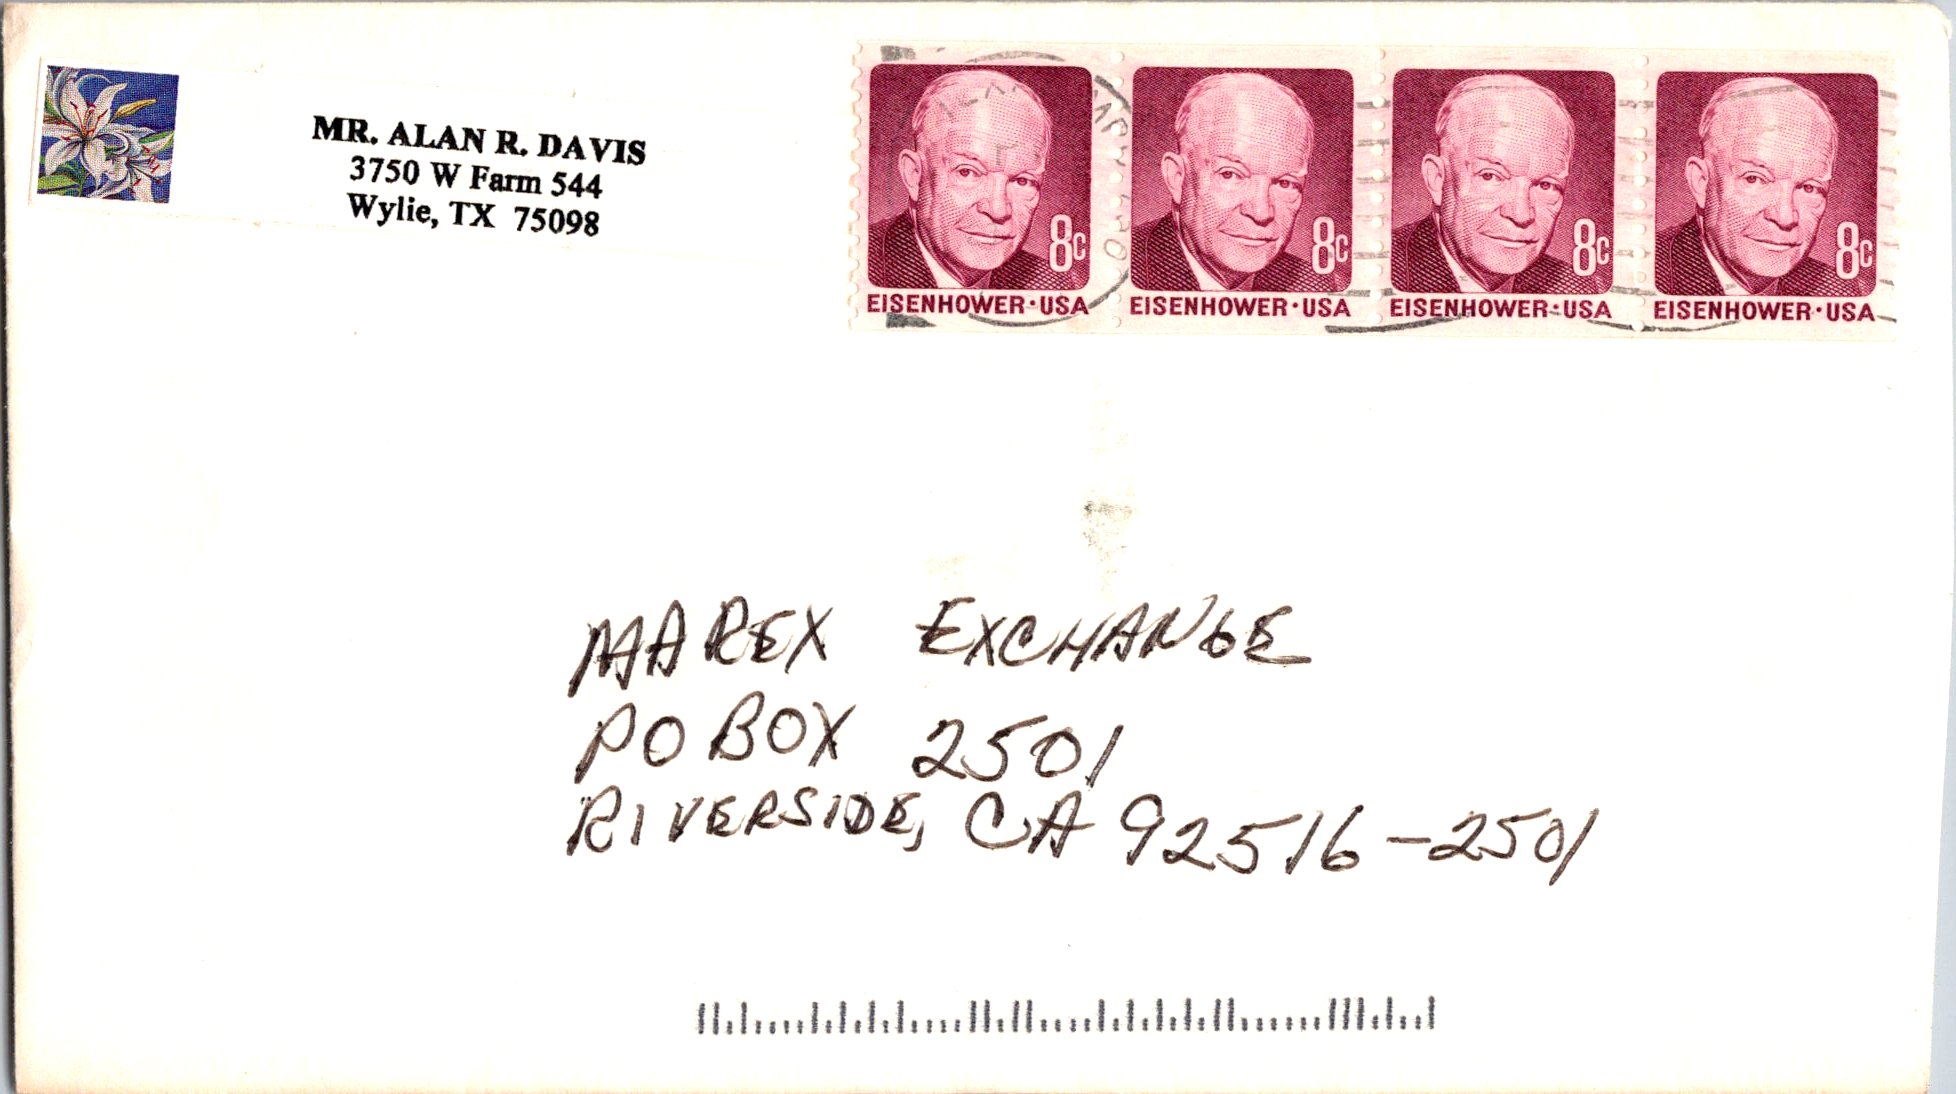 MR. ALAN R. DAVIS
3750 W Farm 544
Wylie, TX 75098
8c
EISENHOWER·USA
8c
EISENHOWER·USA
8c
EISENHOWER·USA
8c
EISENHOWER·USA
MAREX EXCHANGE
PO BOX 2501
RIVERSIDE, CA 92516-2501